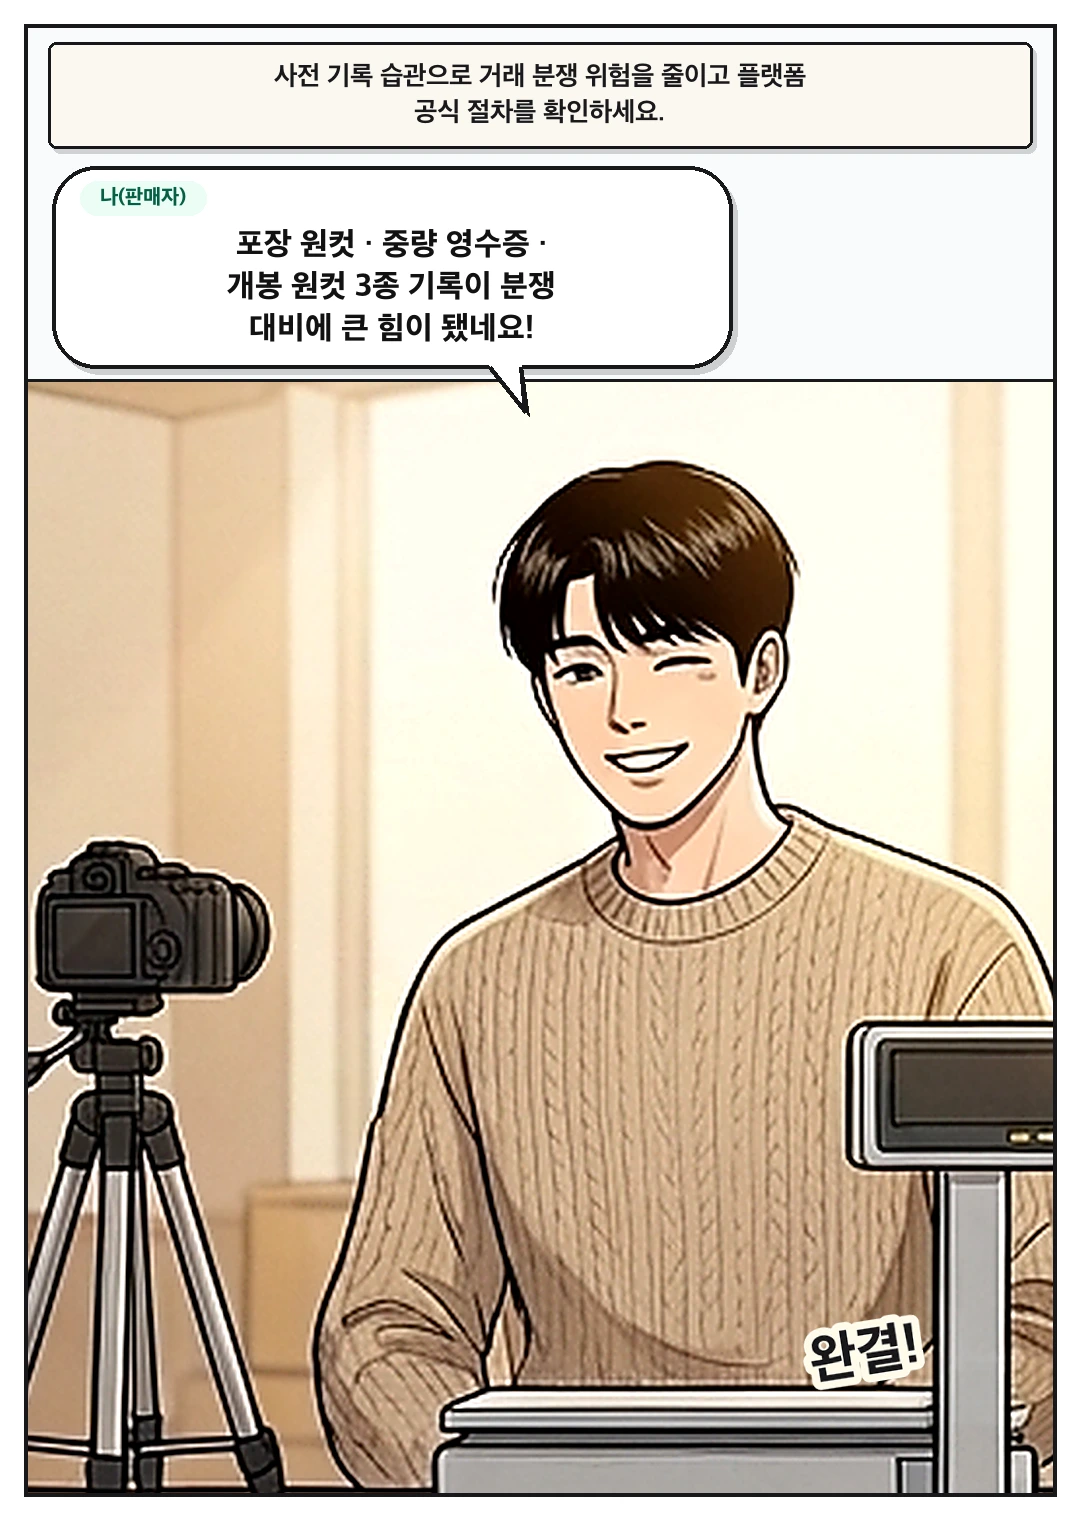 사전 기록 습관으로 거래 분쟁 위험을 줄이고 플랫폼
공식 절차를 확인하세요.
나(판매자)
포장 원컷 · 중량 영수증 ·
개봉 원컷 3종 기록이 분쟁
대비에 큰 힘이 됐네요!
완결!